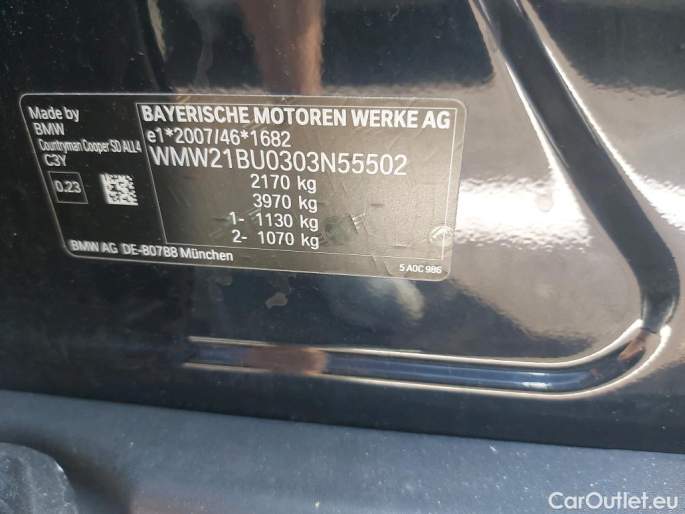 Made by
BMW
Countryman Cooper SD ALL4
C3Y
0.23
BAYERISCHE MOTOREN WERKE AG
e1*2007/46*1682
WMW21BU0303N55502
2170 kg
3970 kg
1- 1130 kg
2- 1070 kg
BMW AG DE-80788 München
5 A0C 9B6
CarOutlet.eu